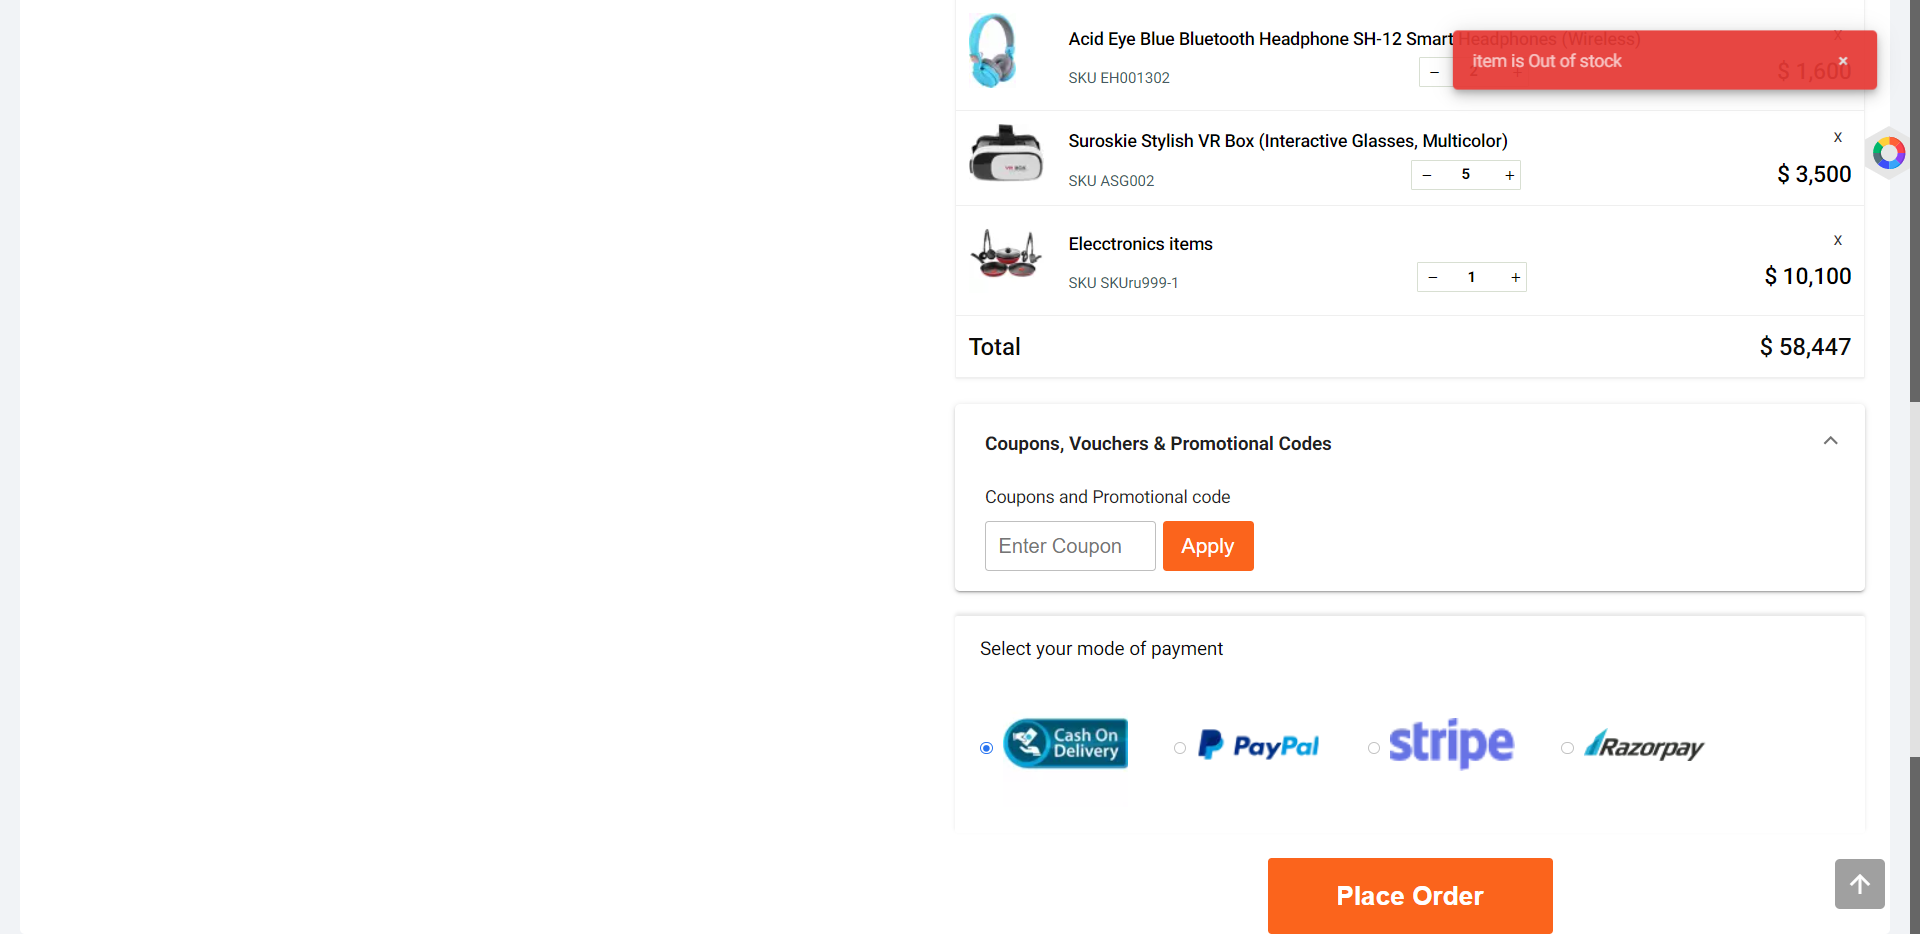 Acid Eye Blue Bluetooth Headphone SH-12 Smart Headphones (Wireless)
X
item is Out of stock
×
SKU EH001302
− 2 +
$ 1,600
Suroskie Stylish VR Box (Interactive Glasses, Multicolor)
X
SKU ASG002
− 5 +
$ 3,500
VR BOX
Elecctronics items
X
SKU SKUru999-1
− 1 +
$ 10,100
Total
$ 58,447
Coupons, Vouchers & Promotional Codes
Coupons and Promotional code
Enter Coupon
Apply
Select your mode of payment
Cash On
Delivery
PayPal
stripe
Razorpay
Place Order